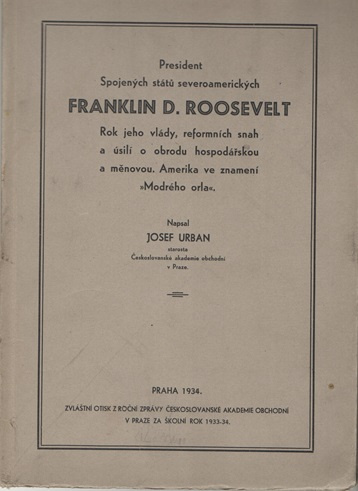 President
Spojených států severoamerických
FRANKLIN D. ROOSEVELT
Rok jeho vlády, reformních snah
a úsilí o obrodu hospodářskou
a měnovou. Amerika ve znamení
»Modrého orla«.
Napsal
JOSEF URBAN
starosta
Československé akademie obchodní
v Praze.
PRAHA 1934.
ZVLÁŠTNÍ OTISK Z ROČNÍ ZPRÁVY ČESKOSLOVANSKÉ AKADEMIE OBCHODNÍ
V PRAZE ZA ŠKOLNÍ ROK 1933-34.